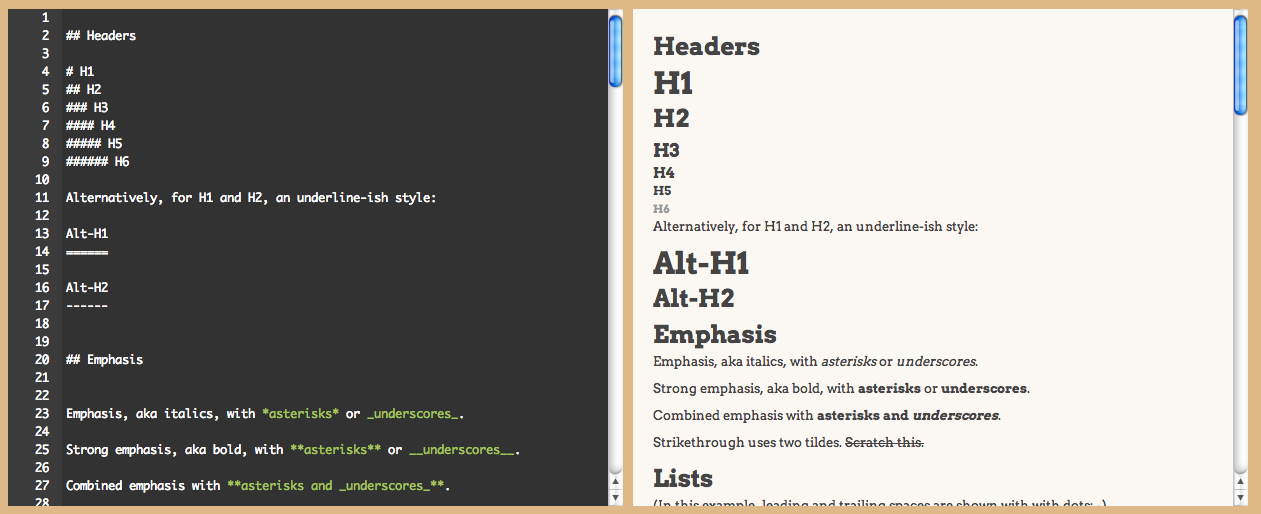 1
2 ## Headers
3
4 # H1
5 ## H2
6 ### H3
7 #### H4
8 ##### H5
9 ###### H6
10
11 Alternatively, for H1 and H2, an underline-ish style:
12
13 Alt-H1
14 ======
15
16 Alt-H2
17 ------
18
19
20 ## Emphasis
21
22
23 Emphasis, aka italics, with *asterisks* or _underscores_.
24
25 Strong emphasis, aka bold, with **asterisks** or __underscores__.
26
27 Combined emphasis with **asterisks and _underscores_**.
28
Headers
H1
H2
H3
H4
H5
H6
Alternatively, for H1 and H2, an underline-ish style:
Alt-H1
Alt-H2
Emphasis
Emphasis, aka italics, with asterisks or underscores.
Strong emphasis, aka bold, with asterisks or underscores.
Combined emphasis with asterisks and underscores.
Strikethrough uses two tildes. Scratch this.
Lists
(In this example, leading and trailing spaces are shown with with dots: .)